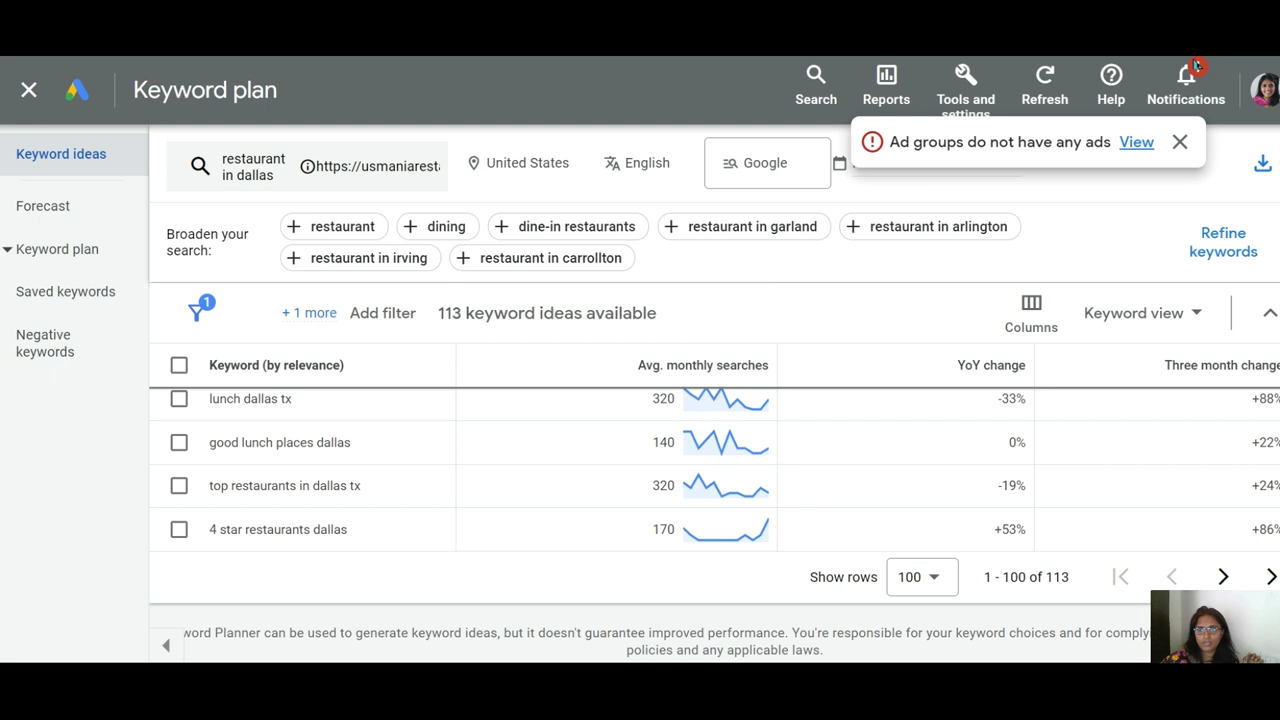 Keyword plan
Search
Reports
Tools and settings
Refresh
Help
Notifications
Ad groups do not have any ads View
Keyword ideas
Forecast
Keyword plan
Saved keywords
Negative keywords
restaurant in dallas
https://usmaniarest
United States
English
Google
Broaden your search:
restaurant
dining
dine-in restaurants
restaurant in garland
restaurant in arlington
restaurant in irving
restaurant in carrollton
Refine keywords
1
+ 1 more
Add filter
113 keyword ideas available
Columns
Keyword view
Keyword (by relevance) Avg. monthly searches YoY change Three month change
lunch dallas tx 320 -33% +88%
good lunch places dallas 140 0% +22%
top restaurants in dallas tx 320 -19% +24%
4 star restaurants dallas 170 +53% +86%
Show rows 100 1 - 100 of 113
word Planner can be used to generate keyword ideas, but it doesn't guarantee improved performance. You're responsible for your keyword choices and for comply
policies and any applicable laws.